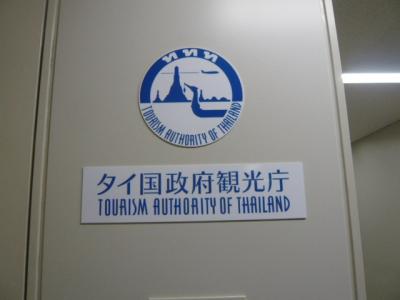 ททท
TOURISM AUTHORITY OF THAILAND
タイ国政府観光庁
TOURISM AUTHORITY OF THAILAND